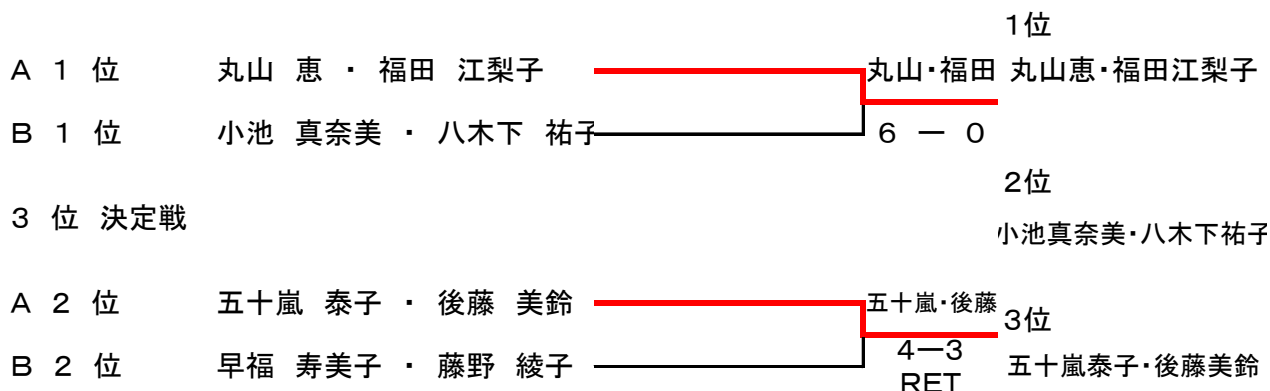 1位
A 1 位 丸山 恵 ・ 福田 江梨子 丸山・福田 丸山恵・福田江梨子
B 1 位 小池 真奈美 ・ 八木下 祐子 6 ー 0
2位
3 位 決定戦
小池真奈美・八木下祐子
A 2 位 五十嵐 泰子 ・ 後藤 美鈴 五十嵐・後藤
3位
4ー3
B 2 位 早福 寿美子 ・ 藤野 綾子 五十嵐泰子・後藤美鈴
RET